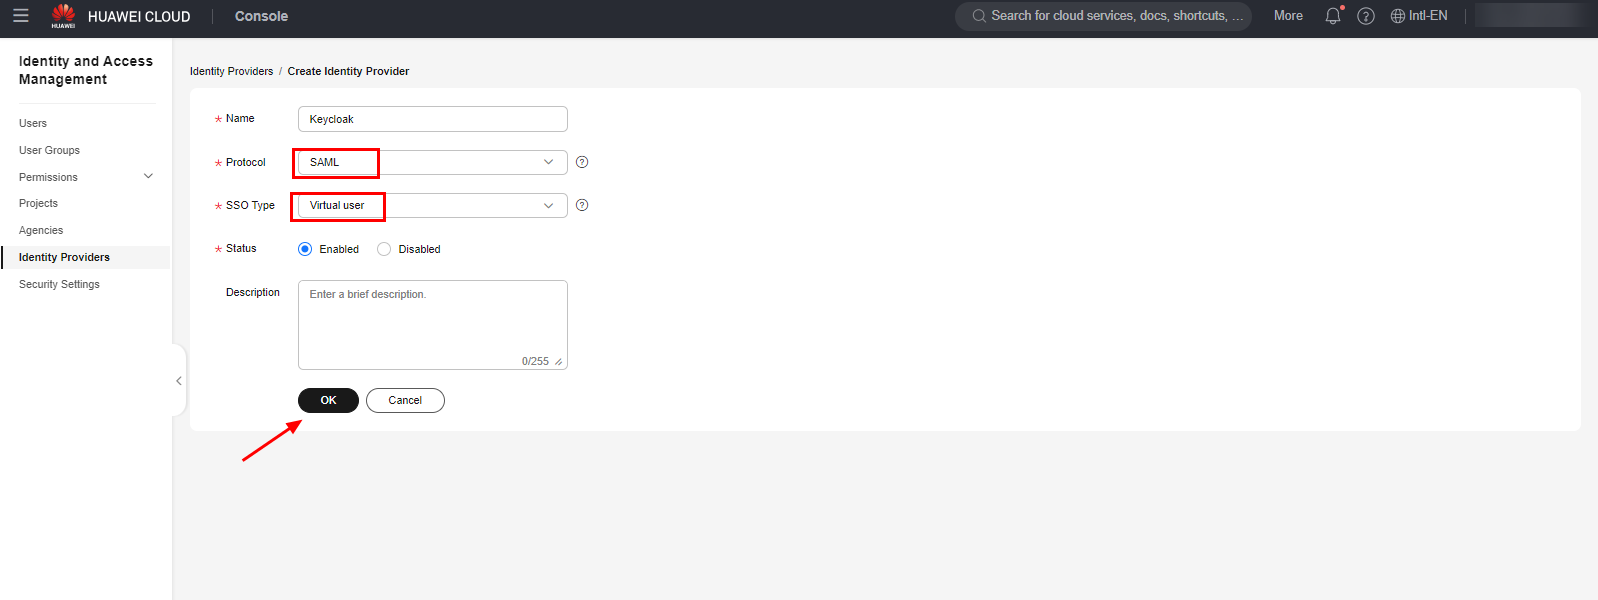 HUAWEI
HUAWEI CLOUD
Console
Search for cloud services, docs, shortcuts, ...
More
Intl-EN
Identity and Access
Management
Users
User Groups
Permissions
Projects
Agencies
Identity Providers
Security Settings
Identity Providers / Create Identity Provider
* Name
Keycloak
* Protocol
SAML
?
* SSO Type
Virtual user
?
* Status
Enabled
Disabled
Description
Enter a brief description.
0/255
OK
Cancel